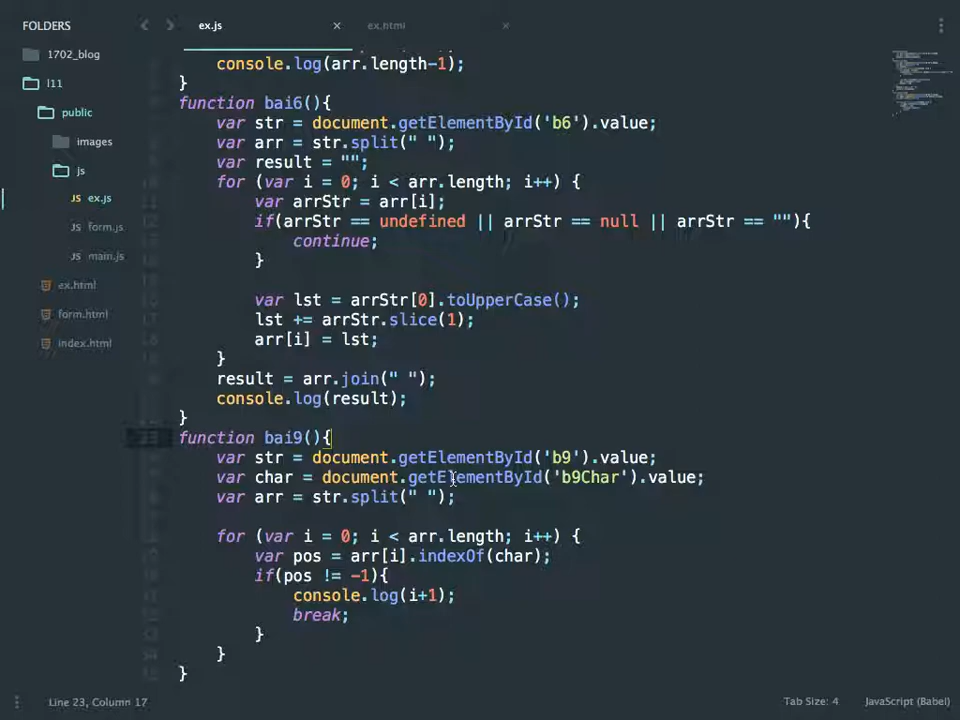 FOLDERS
1702_blog
l11
public
images
js
JS ex.js
JS form.js
JS main.js
ex.html
form.html
index.html
ex.js ×
ex.html ×
console.log(arr.length-1);
}
function bai6(){
var str = document.getElementById('b6').value;
var arr = str.split(" ");
var result = "";
for (var i = 0; i < arr.length; i++) {
var arrStr = arr[i];
if(arrStr == undefined || arrStr == null || arrStr == ""){
continue;
}
var lst = arrStr[0].toUpperCase();
lst += arrStr.slice(1);
arr[i] = lst;
}
result = arr.join(" ");
console.log(result);
}
function bai9(){
var str = document.getElementById('b9').value;
var char = document.getElementById('b9Char').value;
var arr = str.split(" ");
for (var i = 0; i < arr.length; i++) {
var pos = arr[i].indexOf(char);
if(pos != -1){
console.log(i+1);
break;
}
}
}
Line 23, Column 17
Tab Size: 4
JavaScript (Babel)